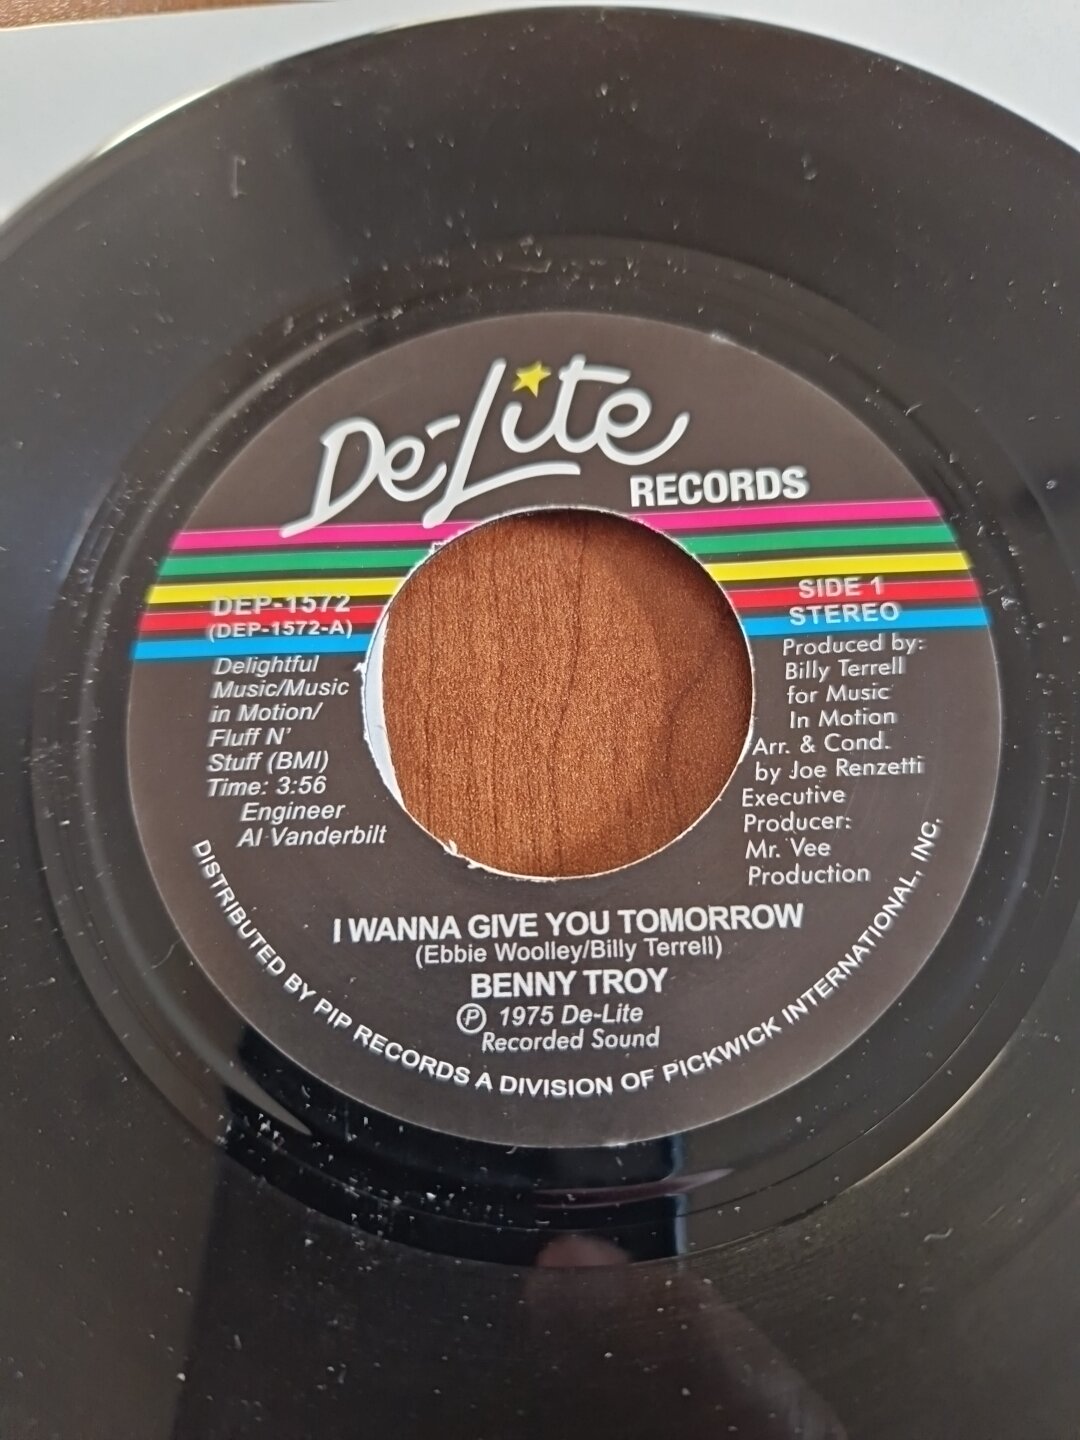 De-Lite
RECORDS
DEP-1572
(DEP-1572-A)
Delightful
Music/Music
in Motion/
Fluff N'
Stuff (BMI)
Time: 3:56
Engineer
Al Vanderbilt
SIDE 1
STEREO
Produced by:
Billy Terrell
for Music
In Motion
Arr. & Cond.
by Joe Renzetti
Executive
Producer:
Mr. Vee
Production
I WANNA GIVE YOU TOMORROW
(Ebbie Woolley/Billy Terrell)
BENNY TROY
℗ 1975 De-Lite
Recorded Sound
DISTRIBUTED BY PIP RECORDS A DIVISION OF PICKWICK INTERNATIONAL, INC.